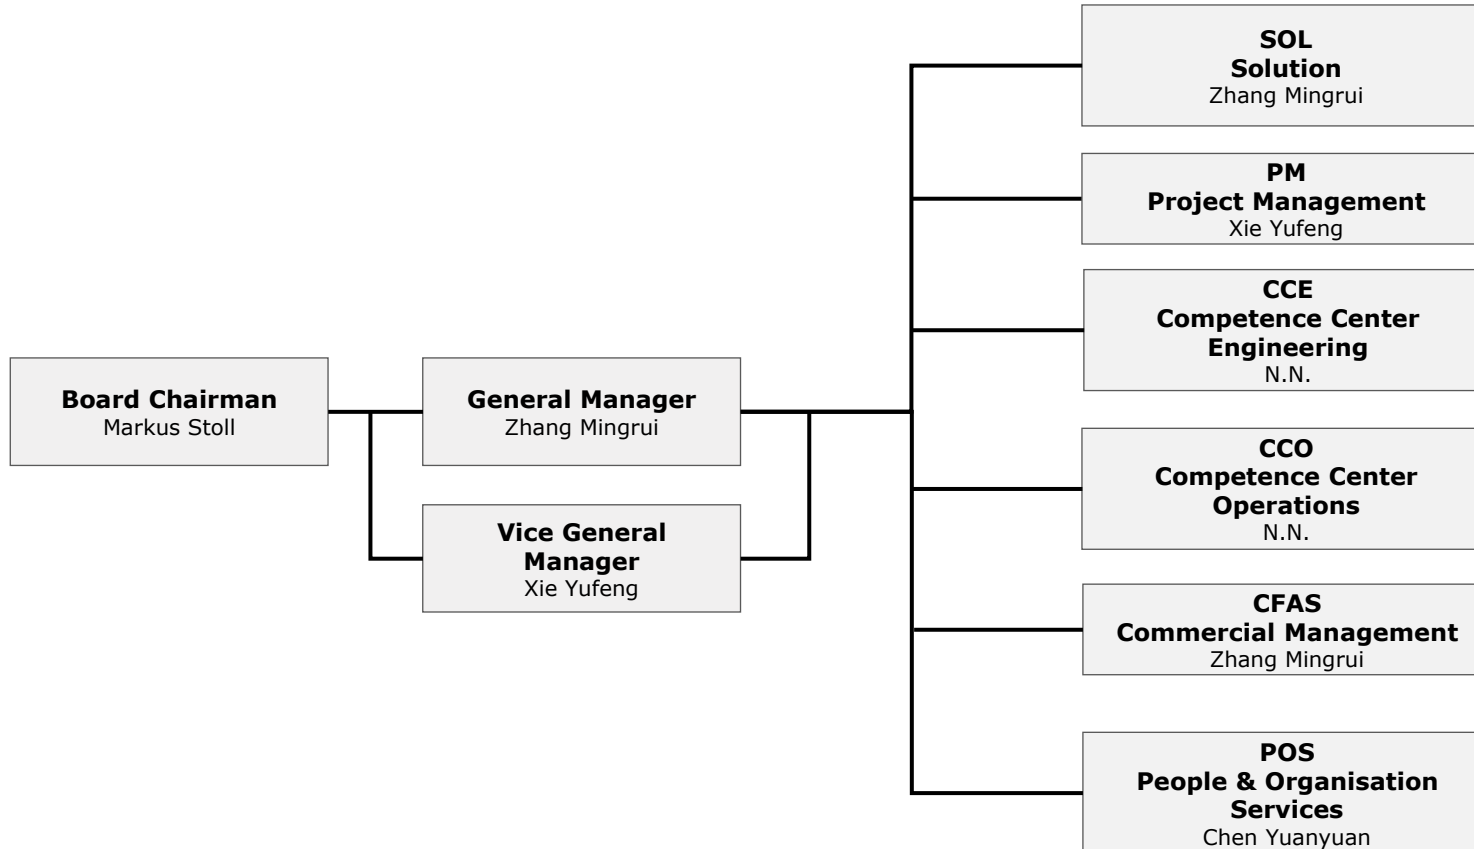 Board Chairman
Markus Stoll
General Manager
Zhang Mingrui
Vice General
Manager
Xie Yufeng
SOL
Solution
Zhang Mingrui
PM
Project Management
Xie Yufeng
CCE
Competence Center
Engineering
N.N.
CCO
Competence Center
Operations
N.N.
CFAS
Commercial Management
Zhang Mingrui
POS
People & Organisation
Services
Chen Yuanyuan